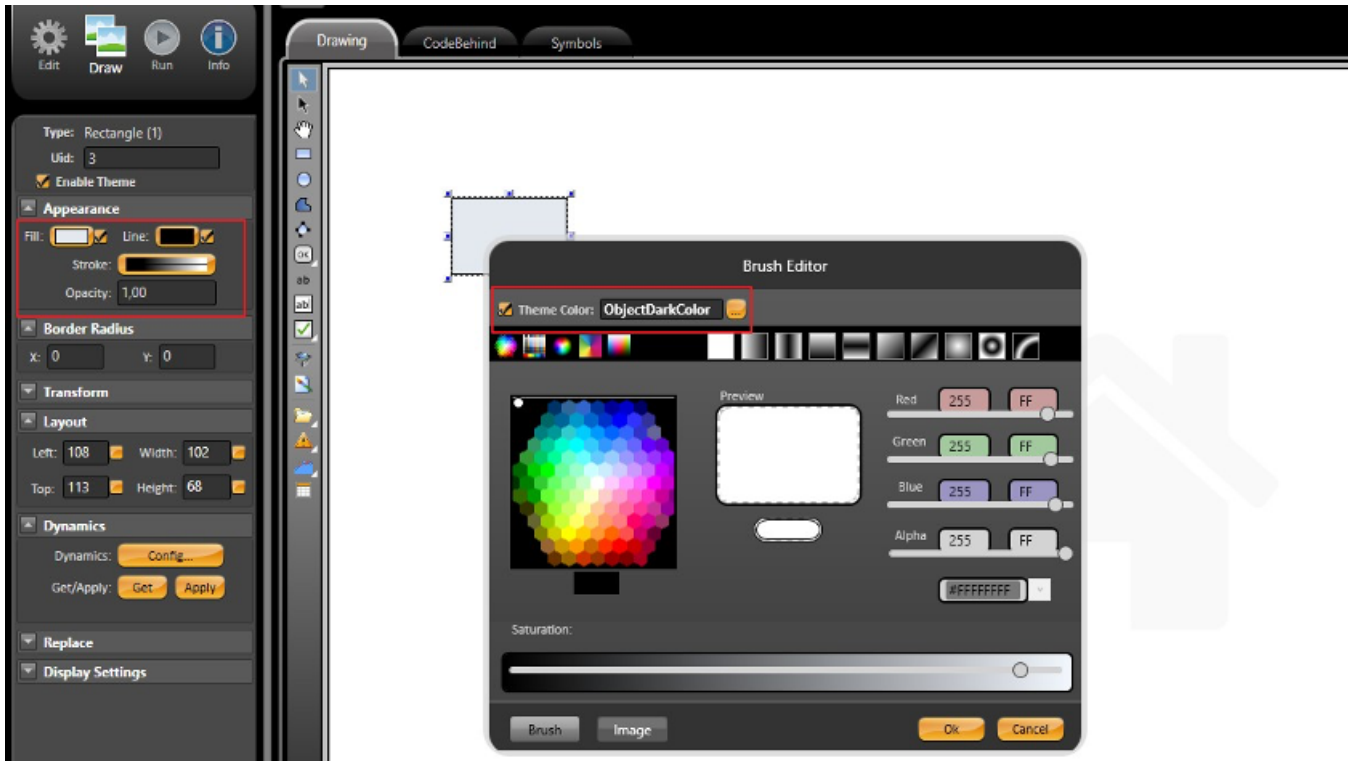 Edit Draw Run Info
Drawing CodeBehind Symbols
Type: Rectangle (1)
Uid: 3
Enable Theme
Appearance
Fill: Line:
Stroke:
Opacity: 1,00
Border Radius
X: 0 Y: 0
Transform
Layout
Left: 108 Width: 102
Top: 113 Height: 68
Dynamics
Dynamics: Config...
Get/Apply: Get Apply
Replace
Display Settings
OK
ab
ab
Brush Editor
Theme Color: ObjectDarkColor ...
Preview
Red 255 FF
Green 255 FF
Blue 255 FF
Alpha 255 FF
#FFFFFFFF
Saturation:
Brush Image Ok Cancel